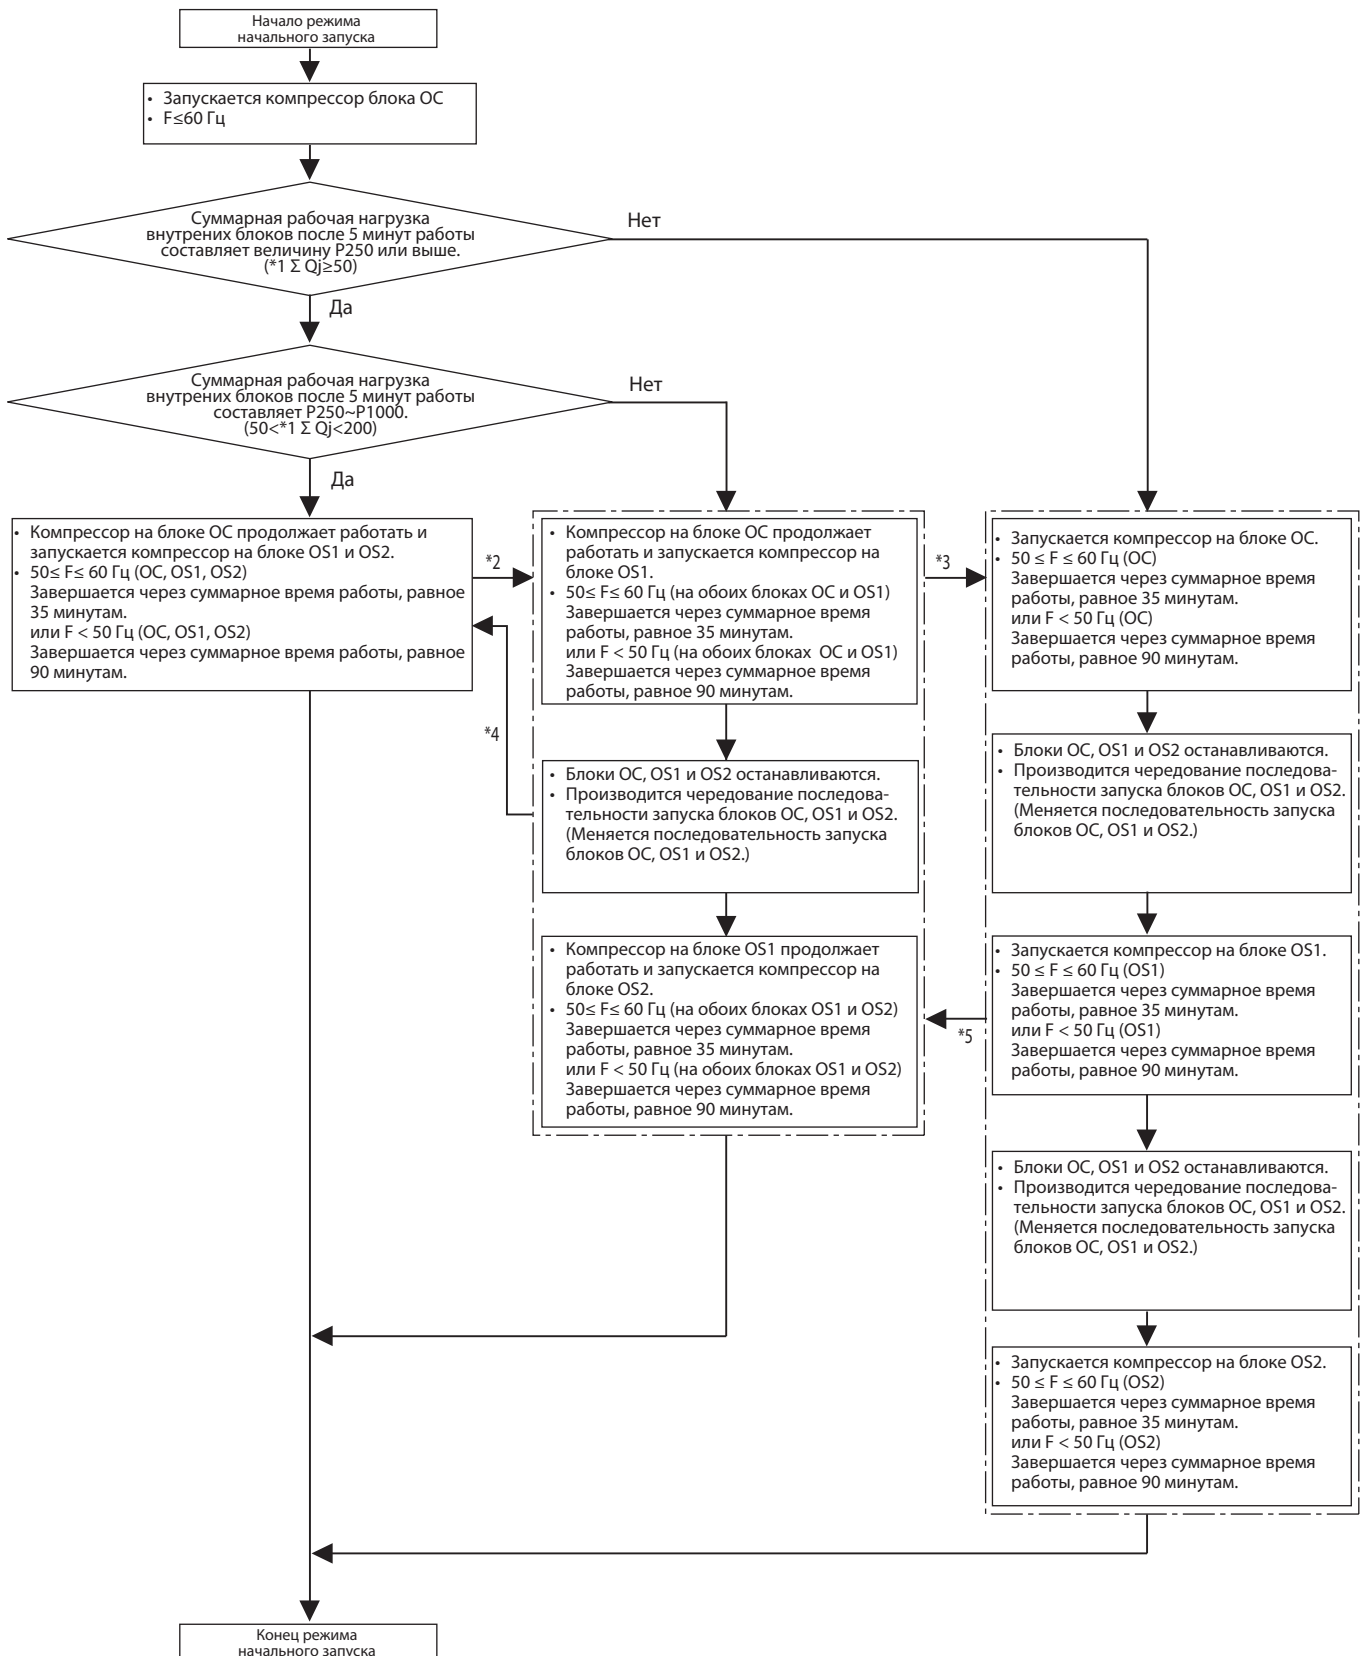 Начало режима
начального запуска
• Запускается компрессор блока OC
• F≤60 Гц
Суммарная рабочая нагрузка
внутрених блоков после 5 минут работы
составляет величину P250 или выше.
(*1 Σ Qj≥50)
Нет
Да
Суммарная рабочая нагрузка
внутрених блоков после 5 минут работы
составляет P250~P1000.
(50<*1 Σ Qj<200)
Нет
Да
• Компрессор на блоке OC продолжает работать и
запускается компрессор на блоке OS1 и OS2.
• 50≤ F≤ 60 Гц (OC, OS1, OS2)
Завершается через суммарное время работы, равное
35 минутам.
или F < 50 Гц (OC, OS1, OS2)
Завершается через суммарное время работы, равное
90 минутам.
*2
*4
• Компрессор на блоке OC продолжает
работать и запускается компрессор на
блоке OS1.
• 50≤ F≤ 60 Гц (на обоих блоках OC и OS1)
Завершается через суммарное время
работы, равное 35 минутам.
или F < 50 Гц (на обоих блоках  OC и OS1)
Завершается через суммарное время
работы, равное 90 минутам.
• Блоки OC, OS1 и OS2 останавливаются.
• Производится чередование последова-
тельности запуска блоков OC, OS1 и OS2.
(Меняется последовательность запуска
блоков OC, OS1 и OS2.)
• Компрессор на блоке OS1 продолжает
работать и запускается компрессор на
блоке OS2.
• 50≤ F≤ 60 Гц (на обоих блоках OS1 и OS2)
Завершается через суммарное время
работы, равное 35 минутам.
или F < 50 Гц (на обоих блоках OS1 и OS2)
Завершается через суммарное время
работы, равное 90 минутам.
*3
*5
• Запускается компрессор на блоке OC.
• 50 ≤ F ≤ 60 Гц (OC)
Завершается через суммарное время
работы, равное 35 минутам.
или F < 50 Гц (OC)
Завершается через суммарное время
работы, равное 90 минутам.
• Блоки OC, OS1 и OS2 останавливаются.
• Производится чередование последова-
тельности запуска блоков OC, OS1 и OS2.
(Меняется последовательность запуска
блоков OC, OS1 и OS2.)
• Запускается компрессор на блоке OS1.
• 50 ≤ F ≤ 60 Гц (OS1)
Завершается через суммарное время
работы, равное 35 минутам.
или F < 50 Гц (OS1)
Завершается через суммарное время
работы, равное 90 минутам.
• Блоки OC, OS1 и OS2 останавливаются.
• Производится чередование последова-
тельности запуска блоков OC, OS1 и OS2.
(Меняется последовательность запуска
блоков OC, OS1 и OS2.)
• Запускается компрессор на блоке OS2.
• 50 ≤ F ≤ 60 Гц (OS2)
Завершается через суммарное время
работы, равное 35 минутам.
или F < 50 Гц (OS2)
Завершается через суммарное время
работы, равное 90 минутам.
Конец режима
начального запуска